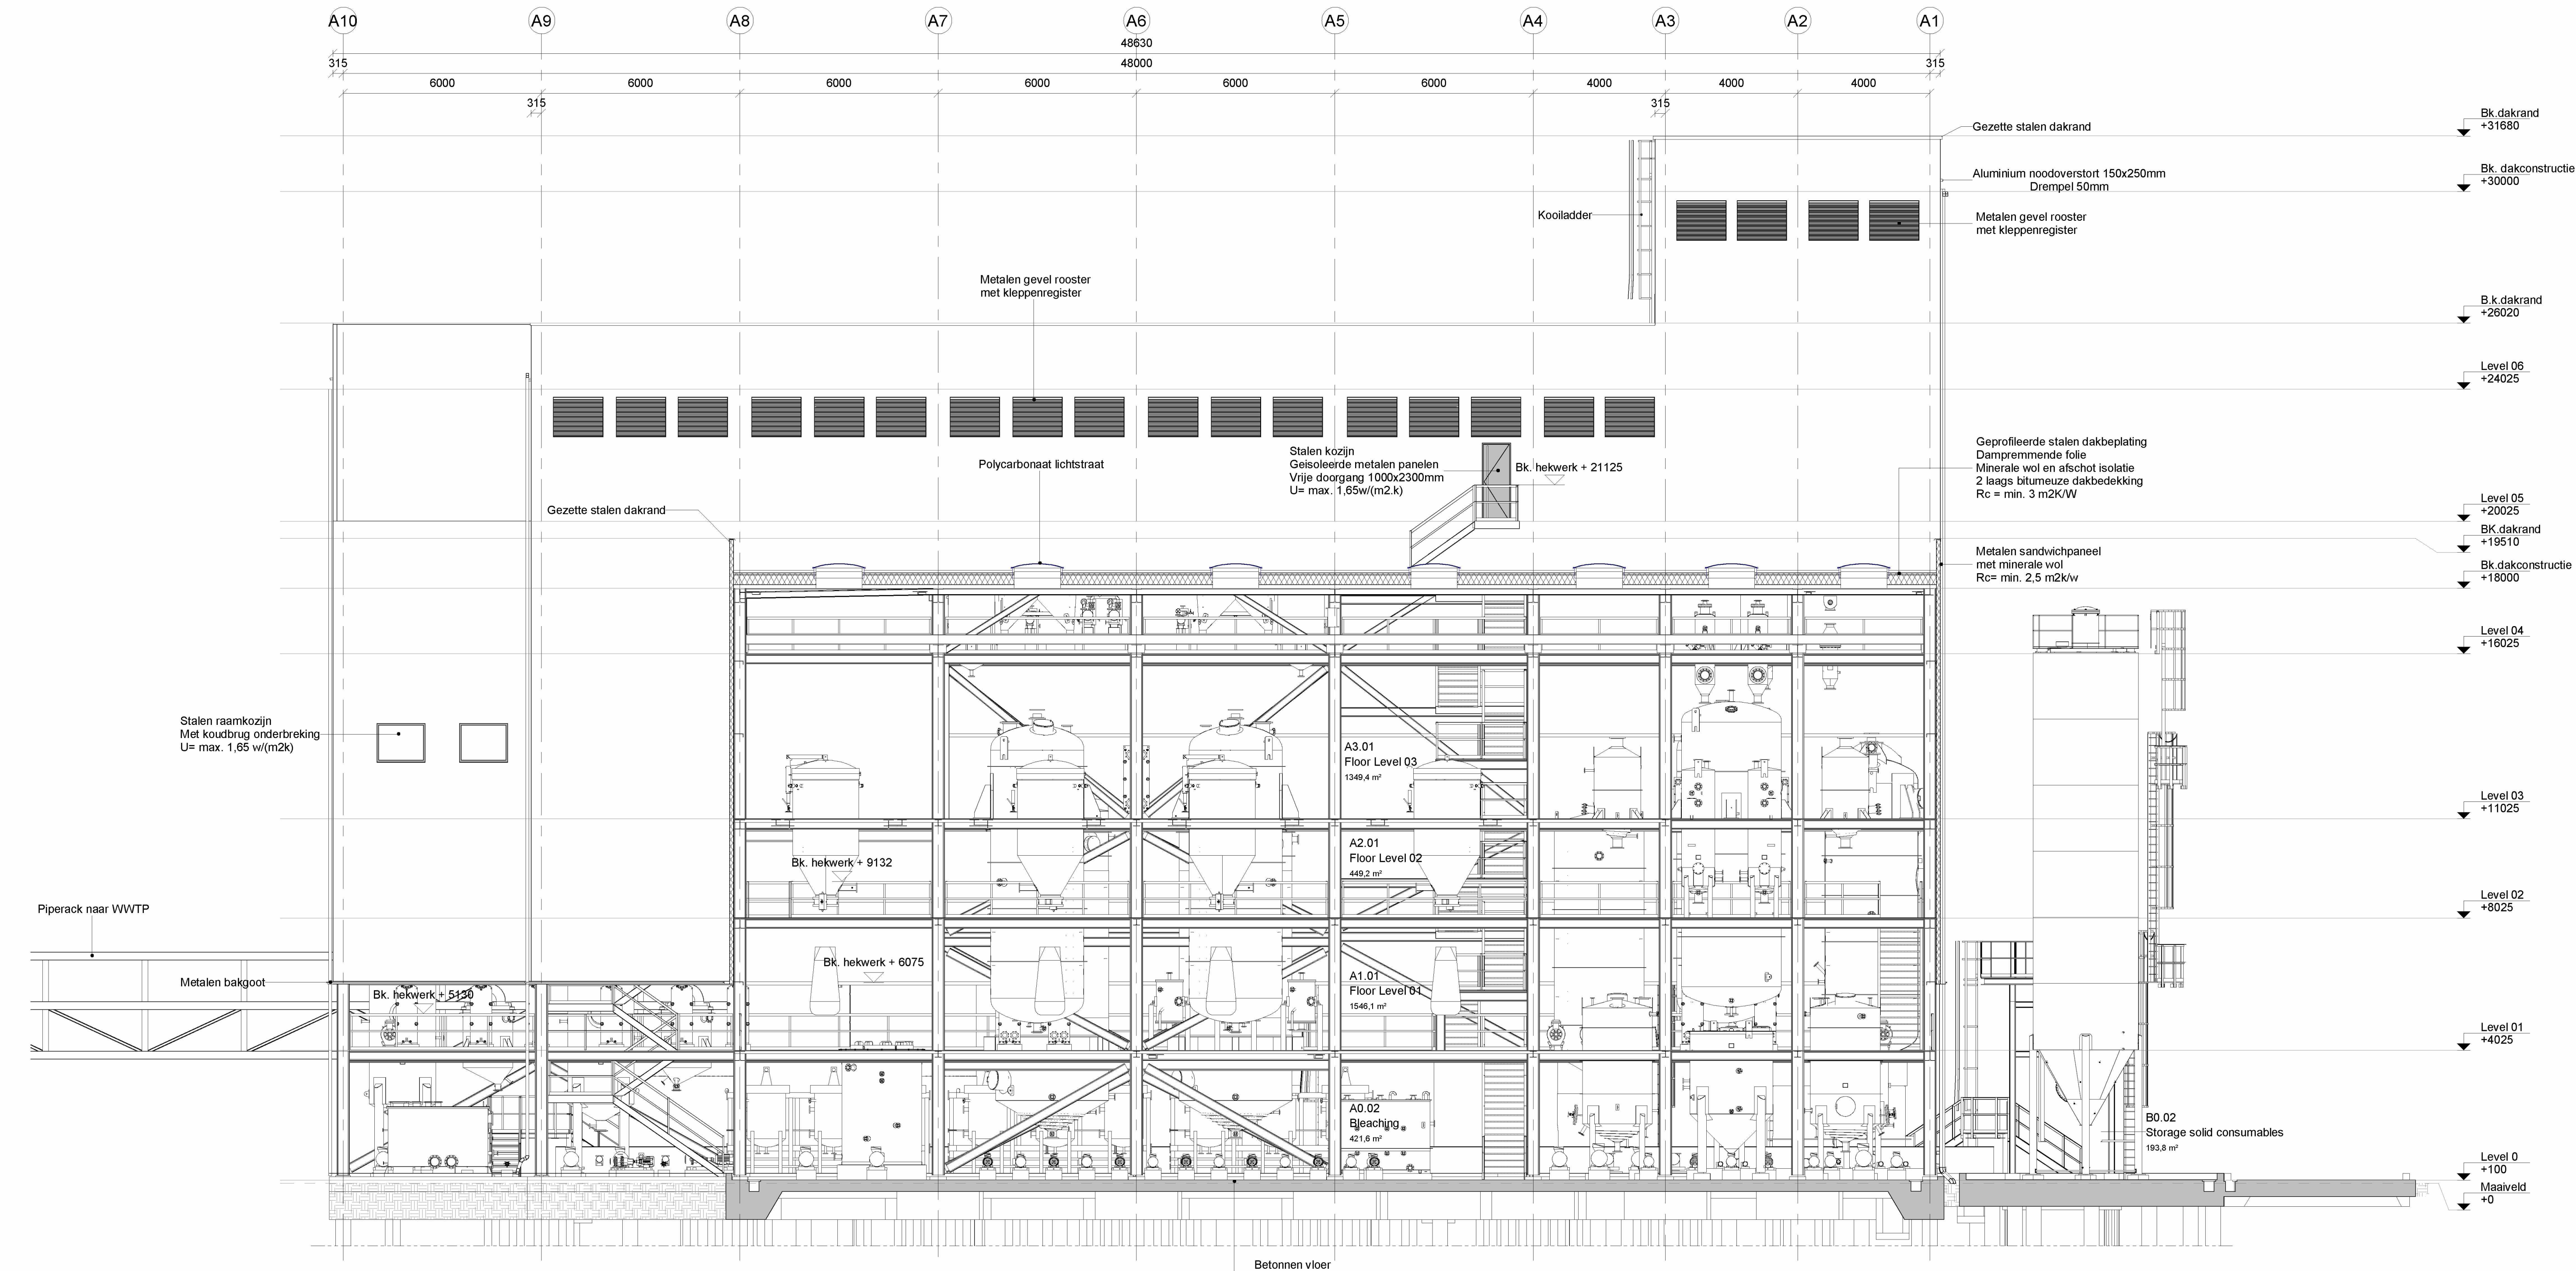 A10 A9 A8 A7 A6 A5 A4 A3 A2 A1
48630
315 48000 315
6000 6000 6000 6000 6000 6000 4000 4000 4000
315 315
Bk.dakrand
+31680
Gezette stalen dakrand
Bk. dakconstructie
+30000
Aluminium noodoverstort 150x250mm
Drempel 50mm
Kooiladder
Metalen gevel rooster
met kleppenregister
Metalen gevel rooster
met kleppenregister
B.k.dakrand
+26020
Level 06
+24025
Stalen kozijn
Geisoleerde metalen panelen
Vrije doorgang 1000x2300mm
U= max. 1,65w/(m2.k)
Bk. hekwerk + 21125
Polycarbonaat lichtstraat
Geprofileerde stalen dakbeplating
Dampremmende folie
Minerale wol en afschot isolatie
2 laags bitumeuze dakbedekking
Rc = min. 3 m2K/W
Gezette stalen dakrand
Level 05
+20025
BK.dakrand
+19510
Metalen sandwichpaneel
met minerale wol
Rc= min. 2,5 m2k/w
Bk.dakconstructie
+18000
Level 04
+16025
Stalen raamkozijn
Met koudbrug onderbreking
U= max. 1,65 w/(m2k)
A3.01
Floor Level 03
1349,4 m²
Level 03
+11025
A2.01
Floor Level 02
449,2 m²
Bk. hekwerk + 9132
Level 02
+8025
Piperack naar WWTP
Bk. hekwerk + 6075
A1.01
Floor Level 01
1546,1 m²
Metalen bakgoot
Bk. hekwerk + 5130
Level 01
+4025
A0.02
Bleaching
421,6 m²
B0.02
Storage solid consumables
193,8 m²
Level 0
+100
Maaiveld
+0
Betonnen vloer